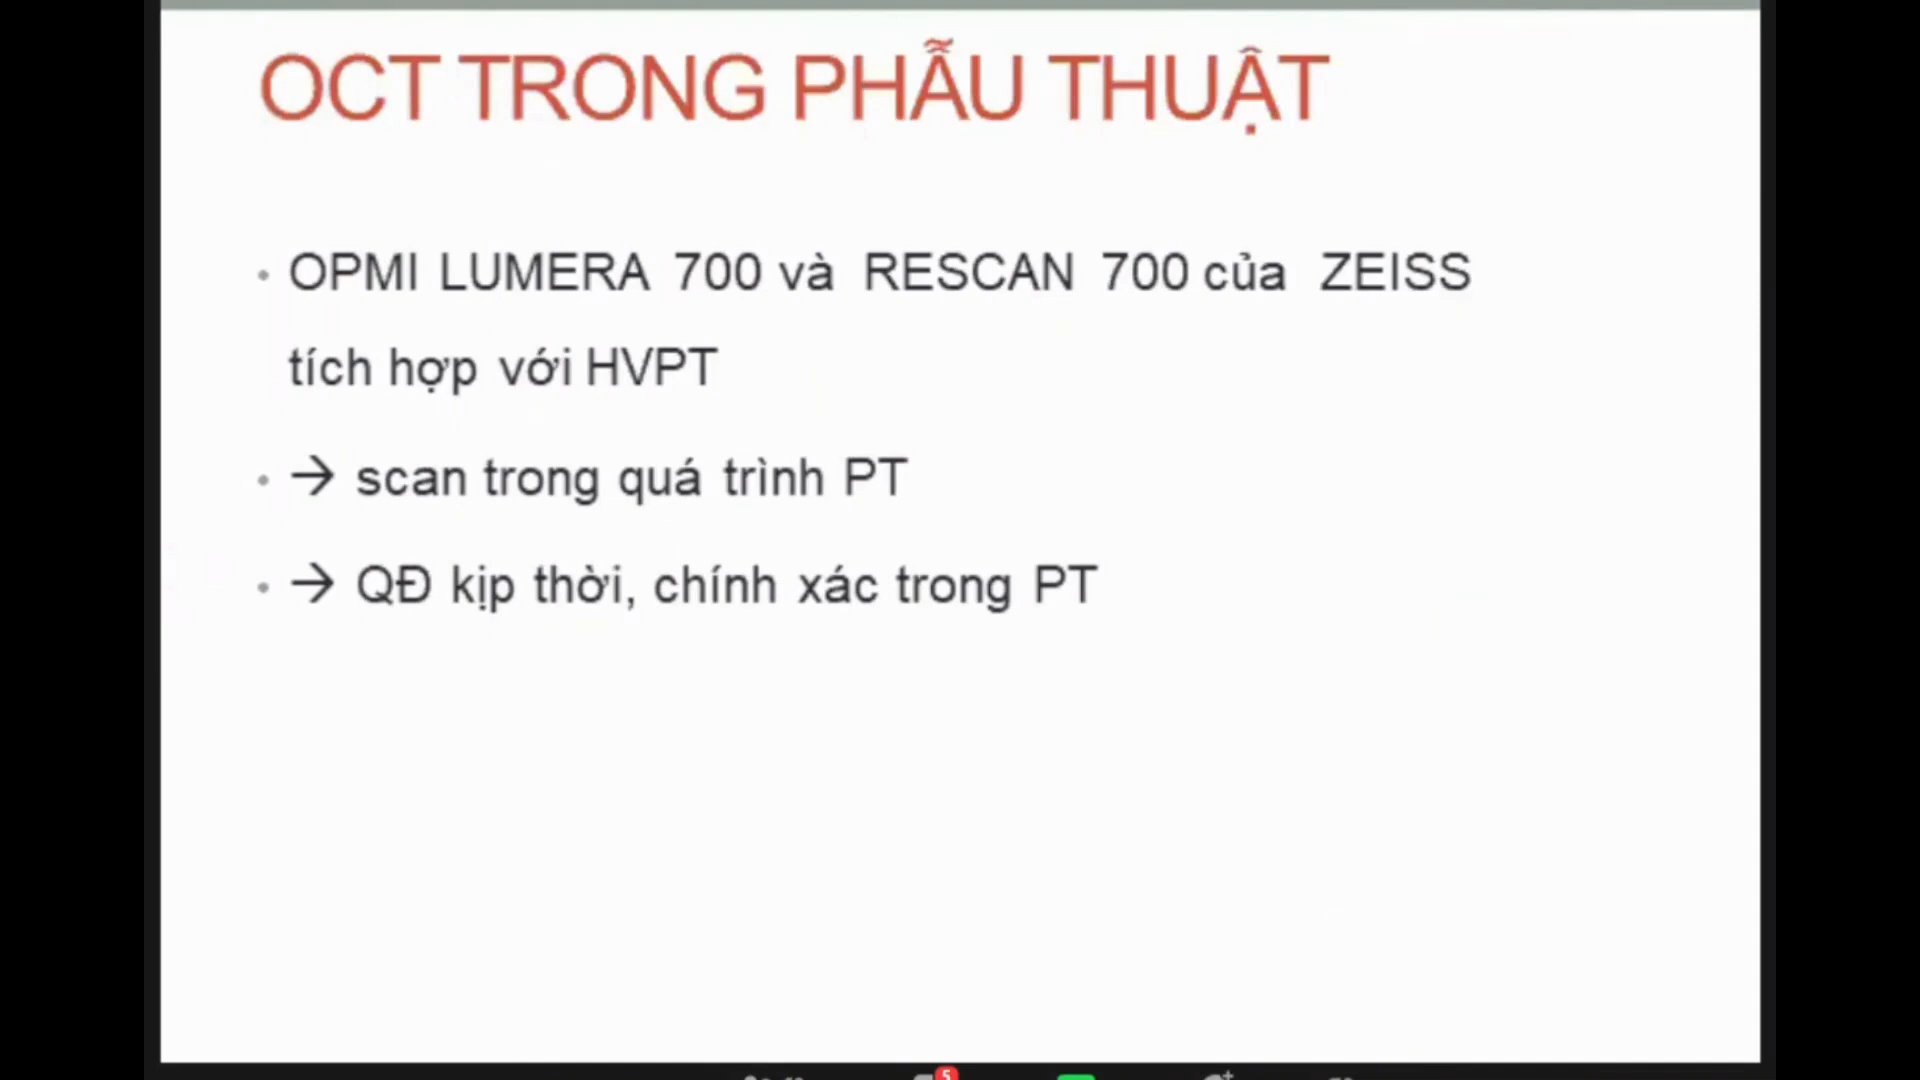 OCT TRONG PHẪU THUẬT
• OPMI LUMERA 700 và RESCAN 700 của ZEISS
tích hợp với HVPT
• → scan trong quá trình PT
• → QĐ kịp thời, chính xác trong PT
5